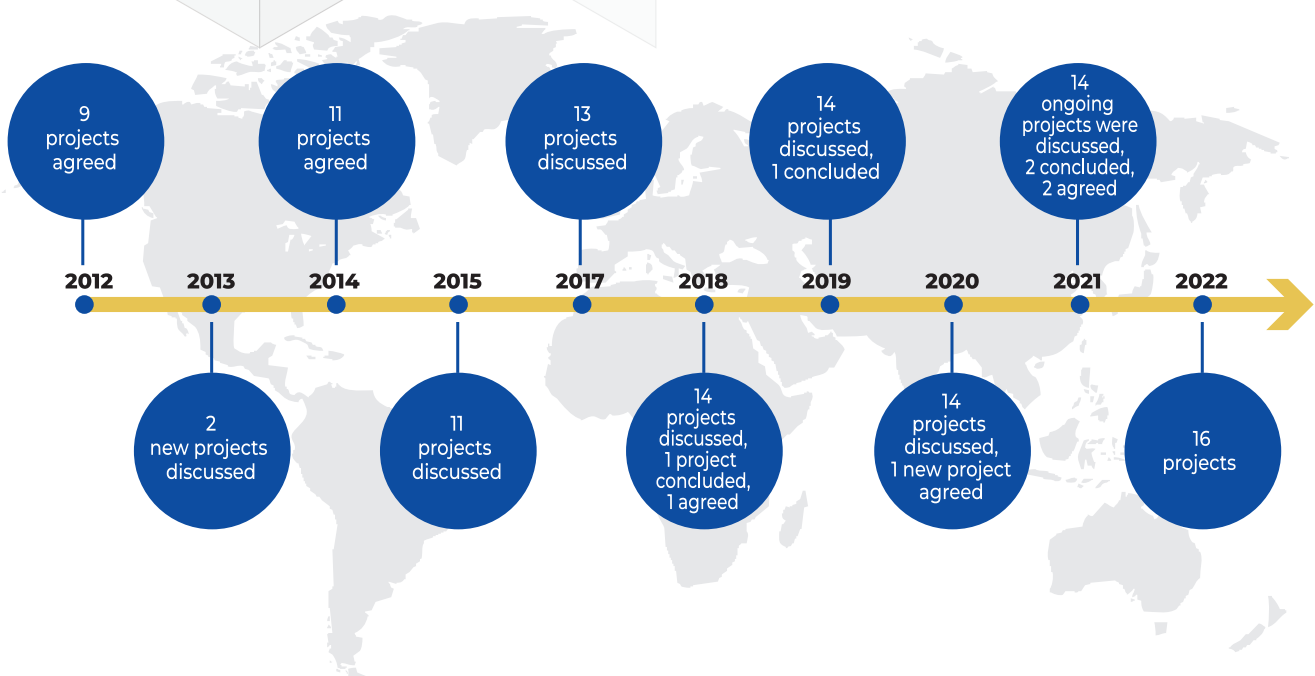 9
projects
agreed
11
projects
agreed
13
projects
discussed
14
projects
discussed,
1 concluded
14
ongoing
projects were
discussed,
2 concluded,
2 agreed
2012
2013
2014
2015
2017
2018
2019
2020
2021
2022
2
new projects
discussed
11
projects
discussed
14
projects
discussed,
1 project
concluded,
1 agreed
14
projects
discussed,
1 new project
agreed
16
projects